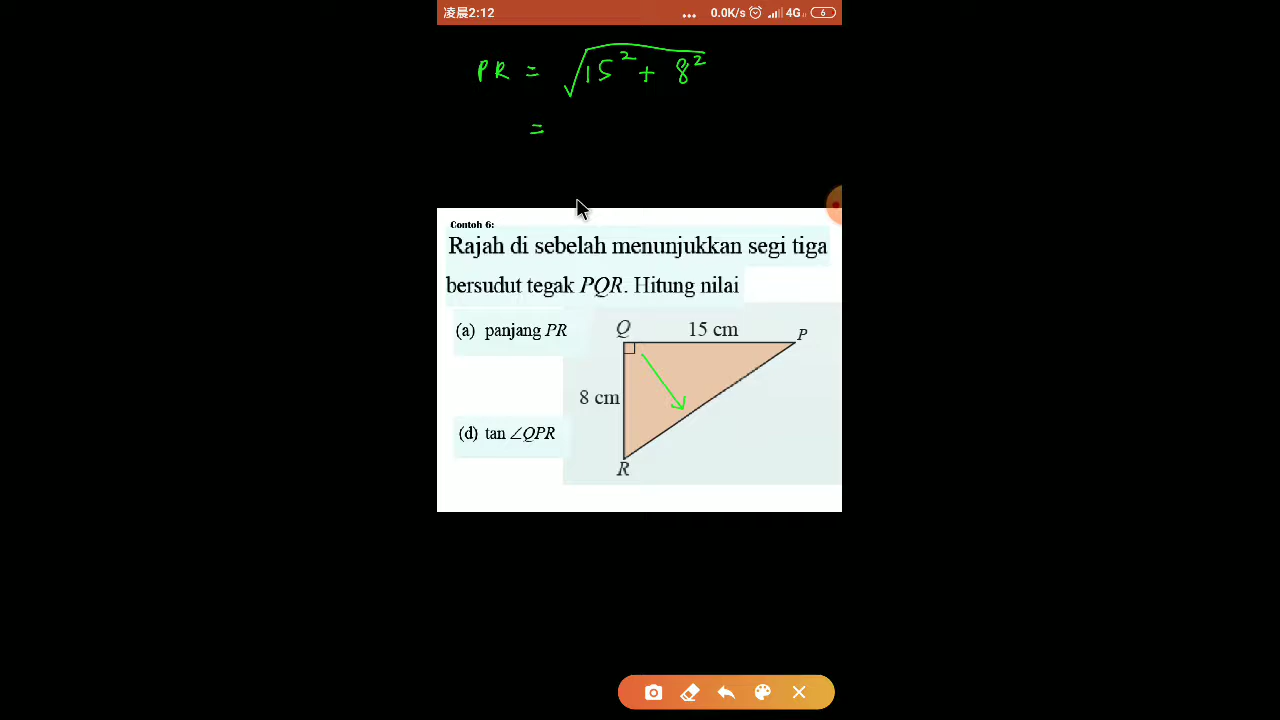 凌晨2:12 ... 0.0K/s 4G 6
PR = √15² + 8²
=
Contoh 6:
Rajah di sebelah menunjukkan segi tiga
bersudut tegak PQR. Hitung nilai
(a) panjang PR
Q 15 cm P
8 cm
(d) tan ∠QPR
R